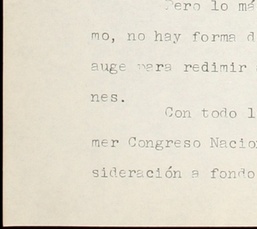 Pero lo má
mo, no hay forma d
auge para redimir
nes.
Con todo l
mer Congreso Nacio
sideración a fondo